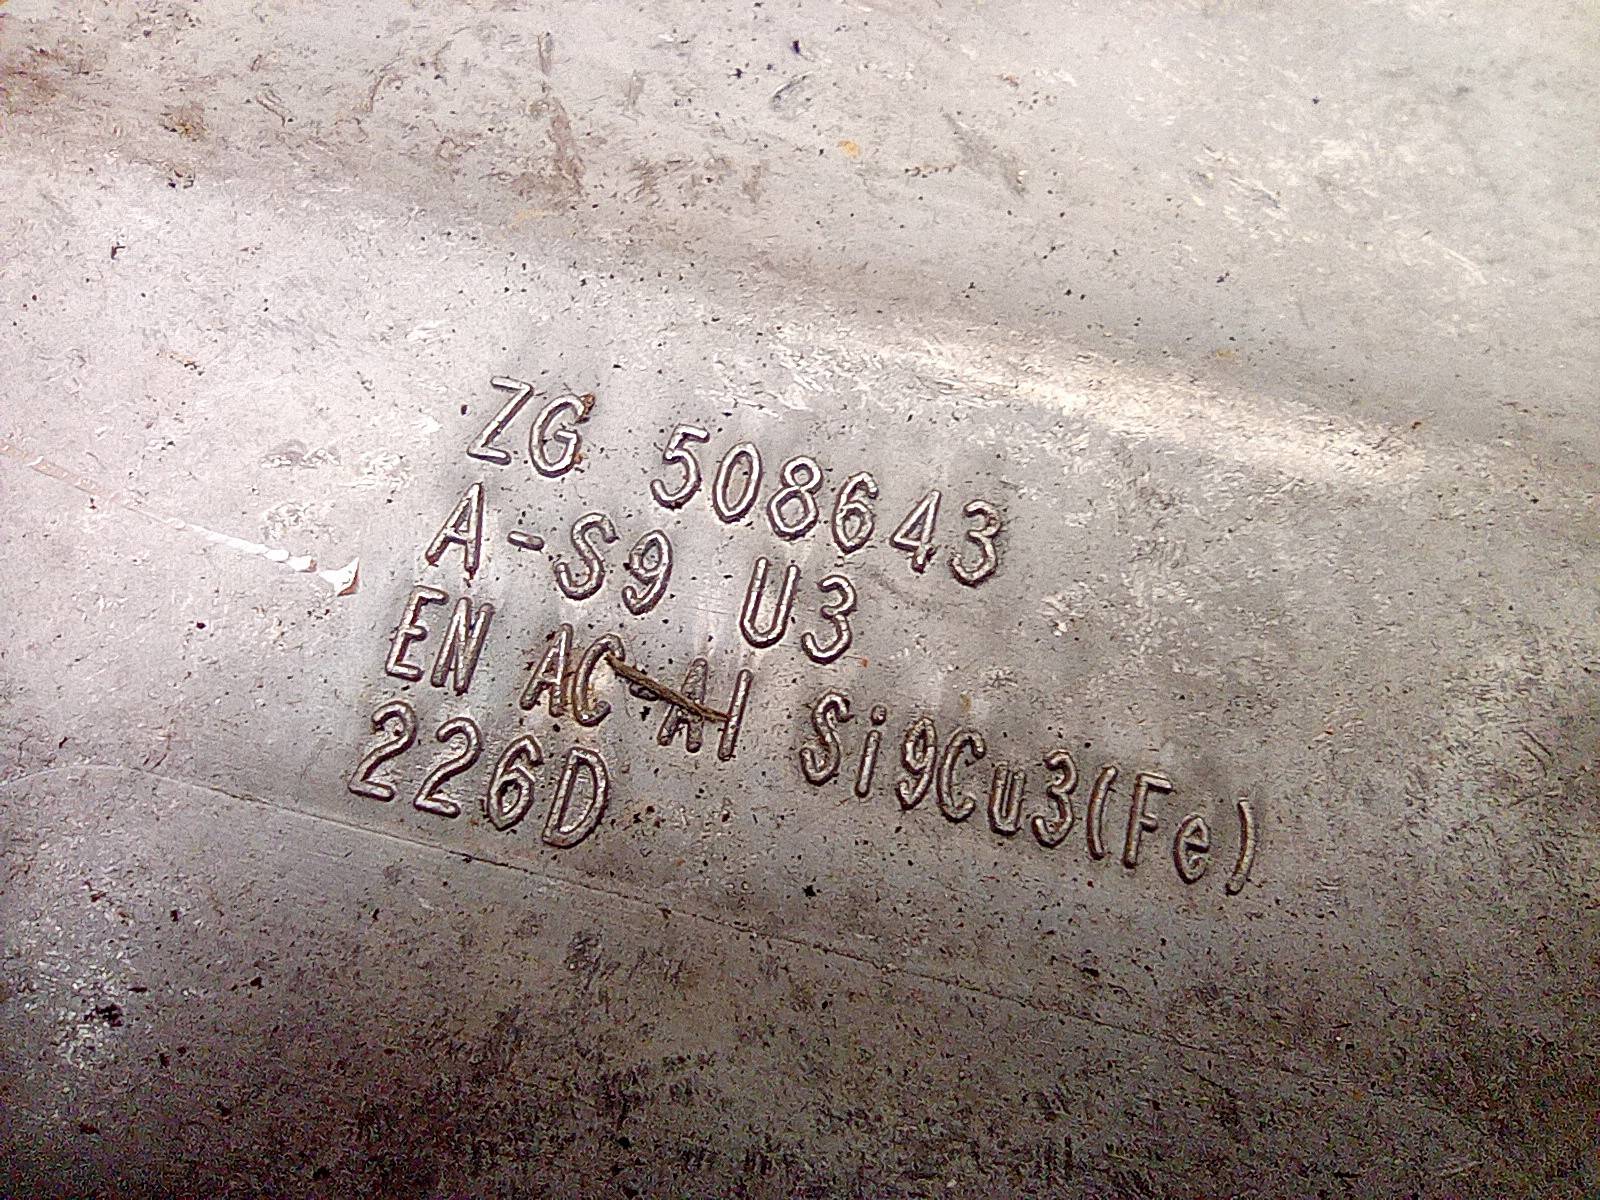 ZG 508643
A-S9 U3
EN AC-Al Si9Cu3(Fe)
226D